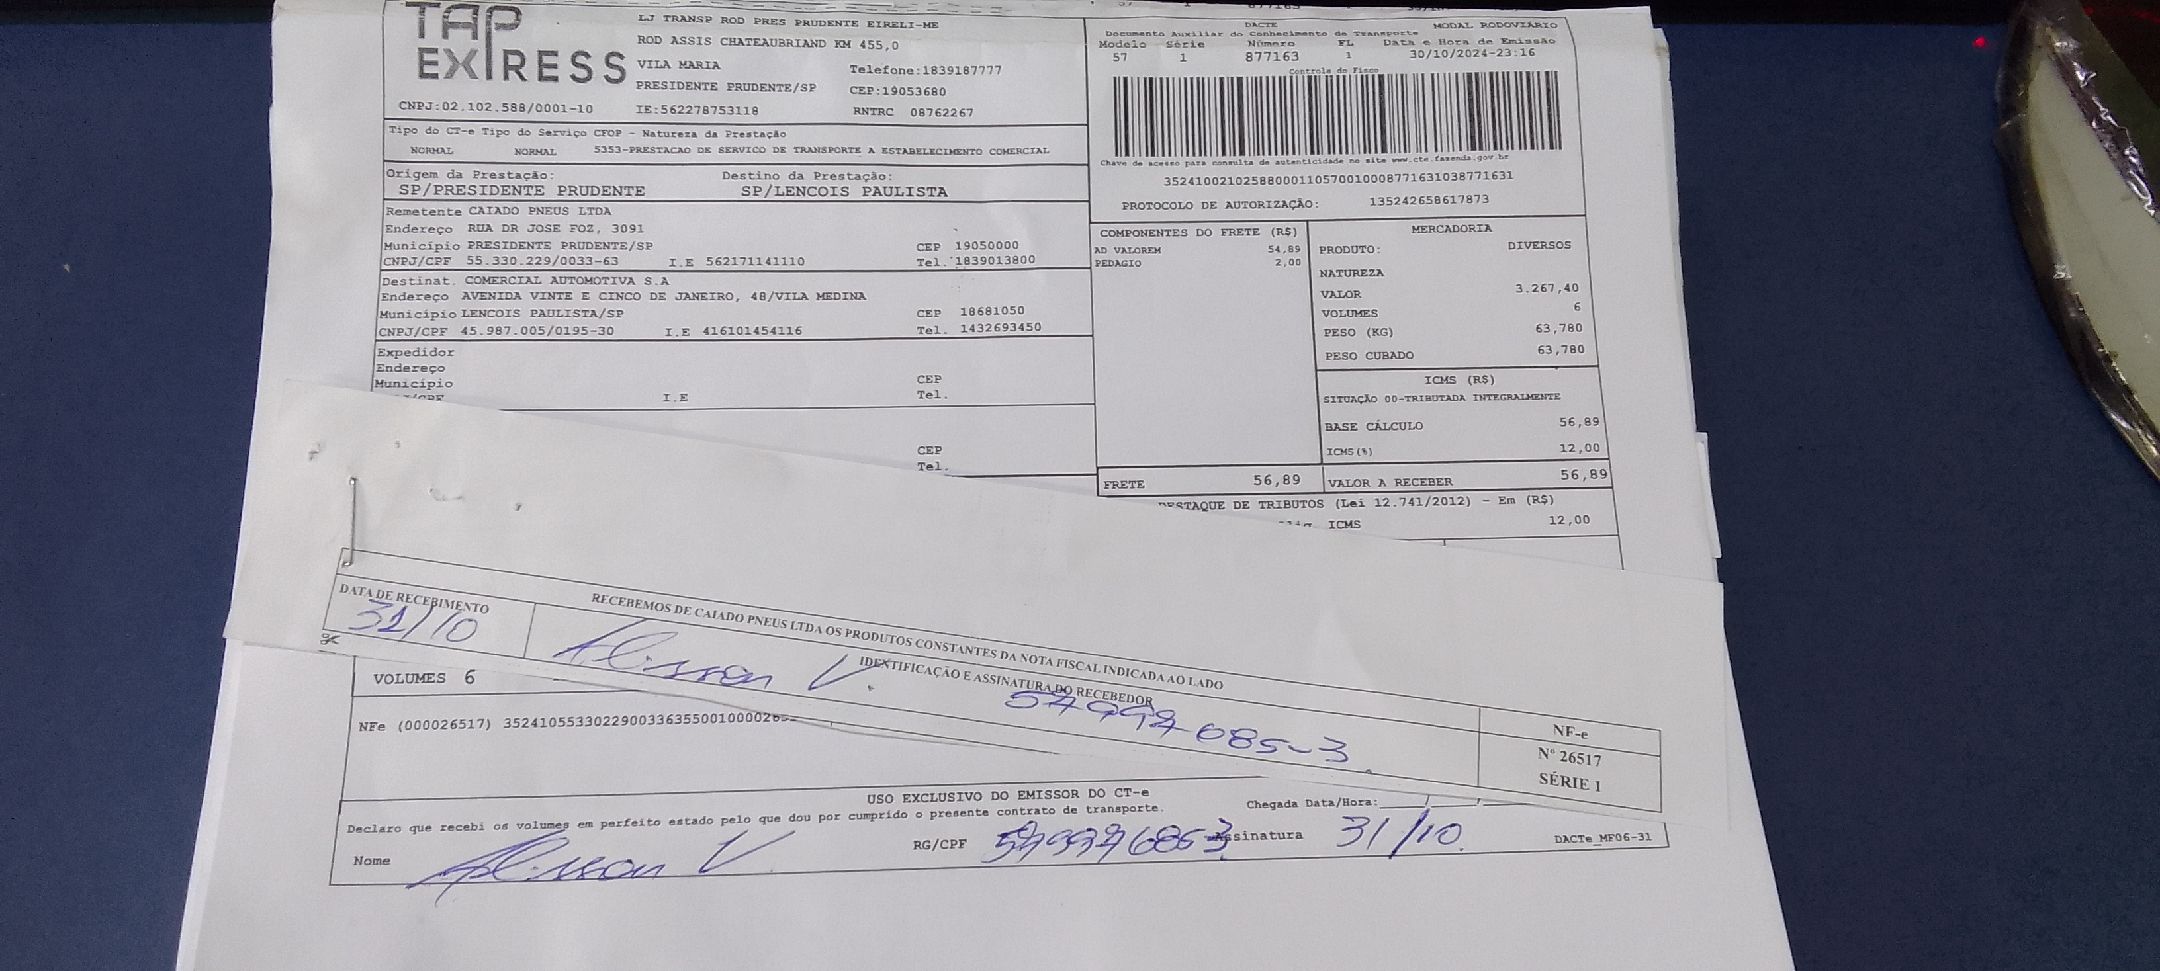 TAP EXPRESS
LJ TRANSP ROD PRES PRUDENTE EIRELI-ME
ROD ASSIS CHATEAUBRIAND KM 455,0
VILA MARIA Telefone:1839187777
PRESIDENTE PRUDENTE/SP CEP:19053680
CNPJ:02.102.588/0001-10 IE:562278753118 RNTRC 08762267
DACTE MODAL RODOVIÁRIO
Documento Auxiliar do Conhecimento de Transporte
Modelo Série Número FL Data e Hora de Emissão
57 1 877163 1 30/10/2024-23:16
Controle do Fisco
Tipo do CT-e Tipo do Serviço CFOP - Natureza da Prestação
NORMAL NORMAL 5353-PRESTACAO DE SERVICO DE TRANSPORTE A ESTABELECIMENTO COMERCIAL
Chave de acesso para consulta de autenticidade no site www.cte.fazenda.gov.br
35241002102588000110570010008771631038771631
PROTOCOLO DE AUTORIZAÇÃO: 135242658617873
Origem da Prestação: Destino da Prestação:
SP/PRESIDENTE PRUDENTE SP/LENCOIS PAULISTA
Remetente CAIADO PNEUS LTDA
Endereço RUA DR JOSE FOZ, 3091
Município PRESIDENTE PRUDENTE/SP CEP 19050000
CNPJ/CPF 55.330.229/0033-63 I.E 562171141110 Tel. 1839013800
Destinat. COMERCIAL AUTOMOTIVA S.A
Endereço AVENIDA VINTE E CINCO DE JANEIRO, 48/VILA MEDINA
Município LENCOIS PAULISTA/SP CEP 18681050
CNPJ/CPF 45.987.005/0195-30 I.E 416101454116 Tel. 1432693450
Expedidor
Endereço
Município CEP
I.E Tel.
CEP
Tel.
COMPONENTES DO FRETE (R$)
AD VALOREM 54,89
PEDAGIO 2,00
MERCADORIA
PRODUTO: DIVERSOS
NATUREZA
VALOR 3.267,40
VOLUMES 6
PESO (KG) 63,780
PESO CUBADO 63,780
ICMS (R$)
SITUAÇÃO 00-TRIBUTADA INTEGRALMENTE
BASE CÁLCULO 56,89
ICMS(%) 12,00
FRETE 56,89 VALOR A RECEBER 56,89
DESTAQUE DE TRIBUTOS (Lei 12.741/2012) - Em (R$)
ICMS 12,00
RECEBEMOS DE CAIADO PNEUS LTDA OS PRODUTOS CONSTANTES DA NOTA FISCAL INDICADA AO LADO
DATA DE RECEBIMENTO IDENTIFICAÇÃO E ASSINATURA DO RECEBEDOR
31/10 Alisson V.
NF-e
Nº 26517
SÉRIE 1
VOLUMES 6
NFe (000026517)
USO EXCLUSIVO DO EMISSOR DO CT-e
Declaro que recebi os volumes em perfeito estado pelo que dou por cumprido o presente contrato de transporte.
Chegada Data/Hora:
Nome Alisson V RG/CPF Assinatura 31/10 DACTe_MF06-31